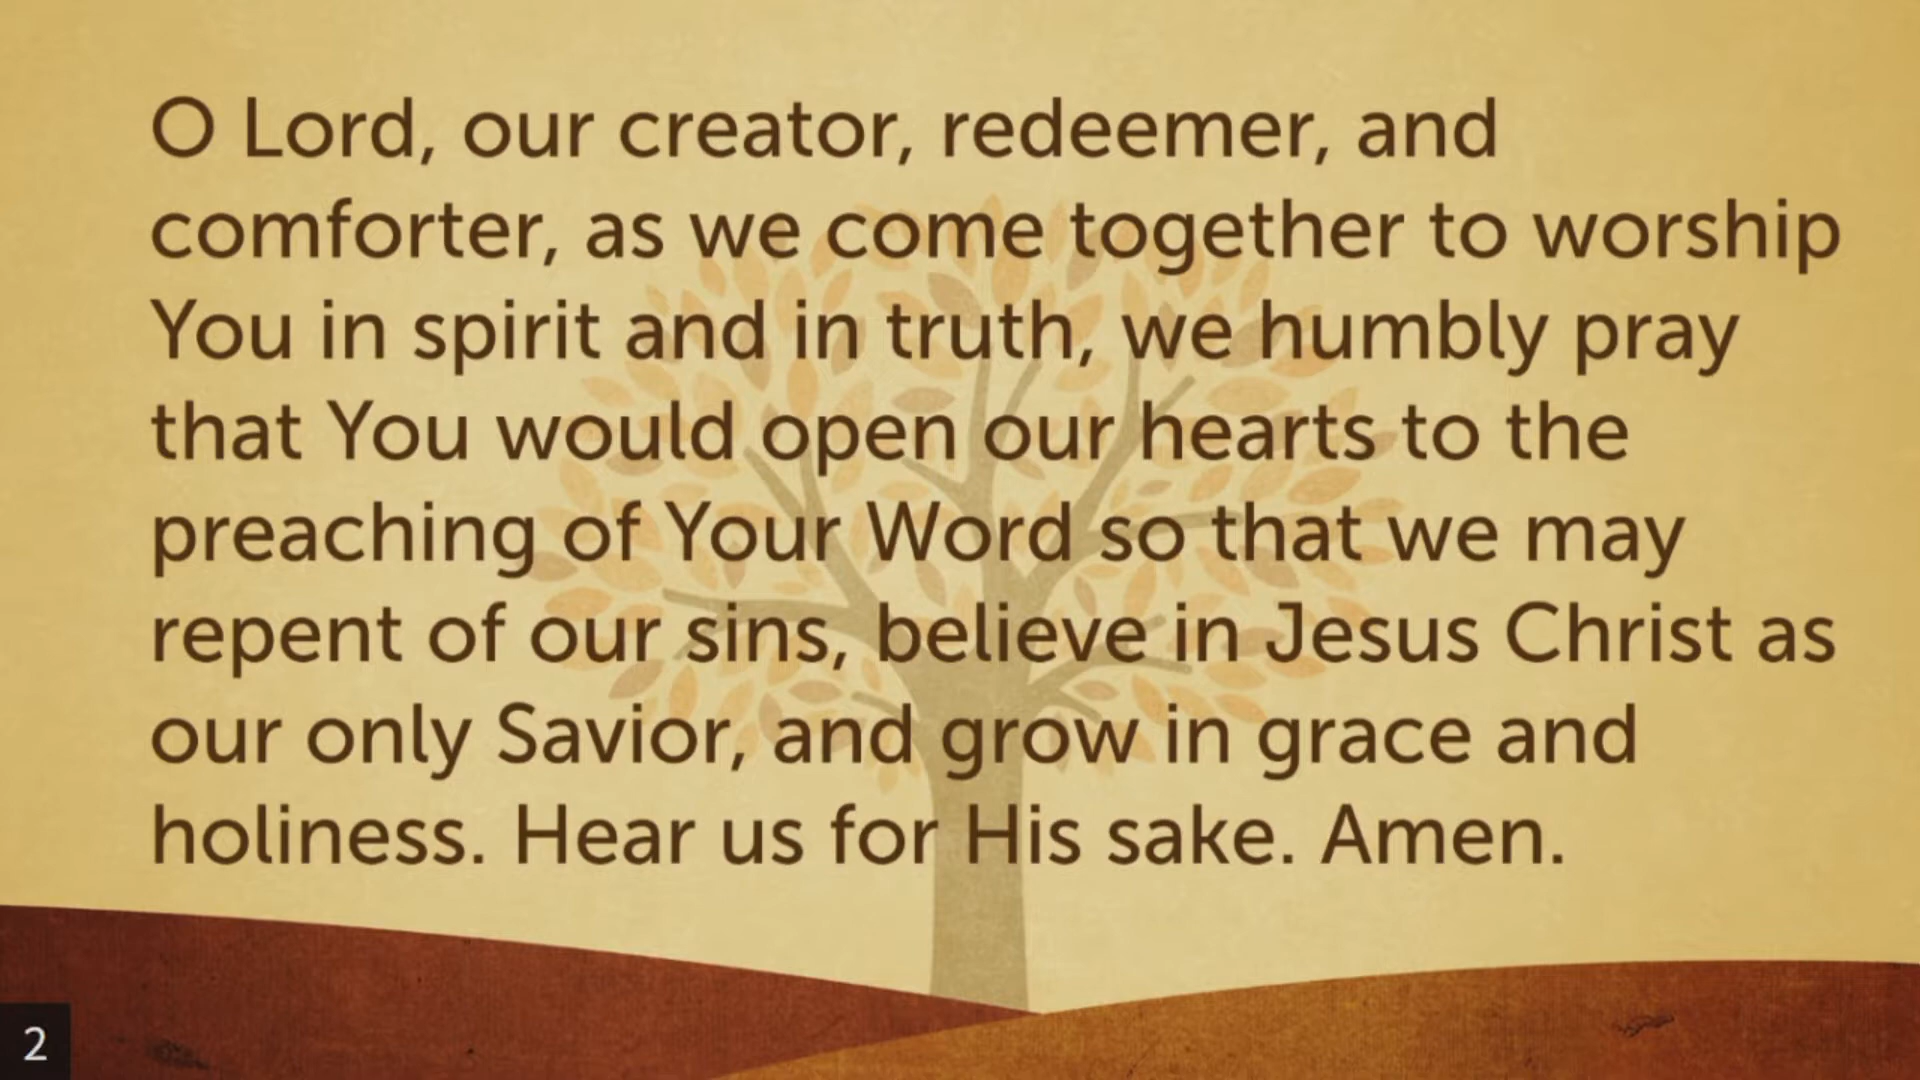 O Lord, our creator, redeemer, and
comforter, as we come together to worship
You in spirit and in truth, we humbly pray
that You would open our hearts to the
preaching of Your Word so that we may
repent of our sins, believe in Jesus Christ as
our only Savior, and grow in grace and
holiness. Hear us for His sake. Amen.
2